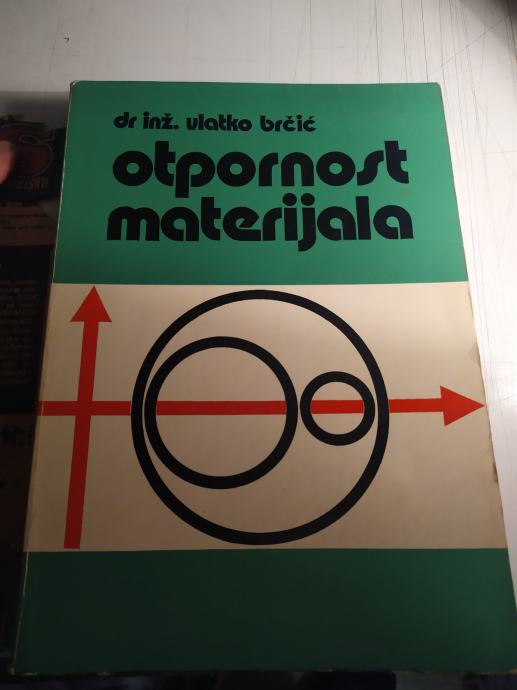 dr inž. vlatko brčić
otpornost
materijala